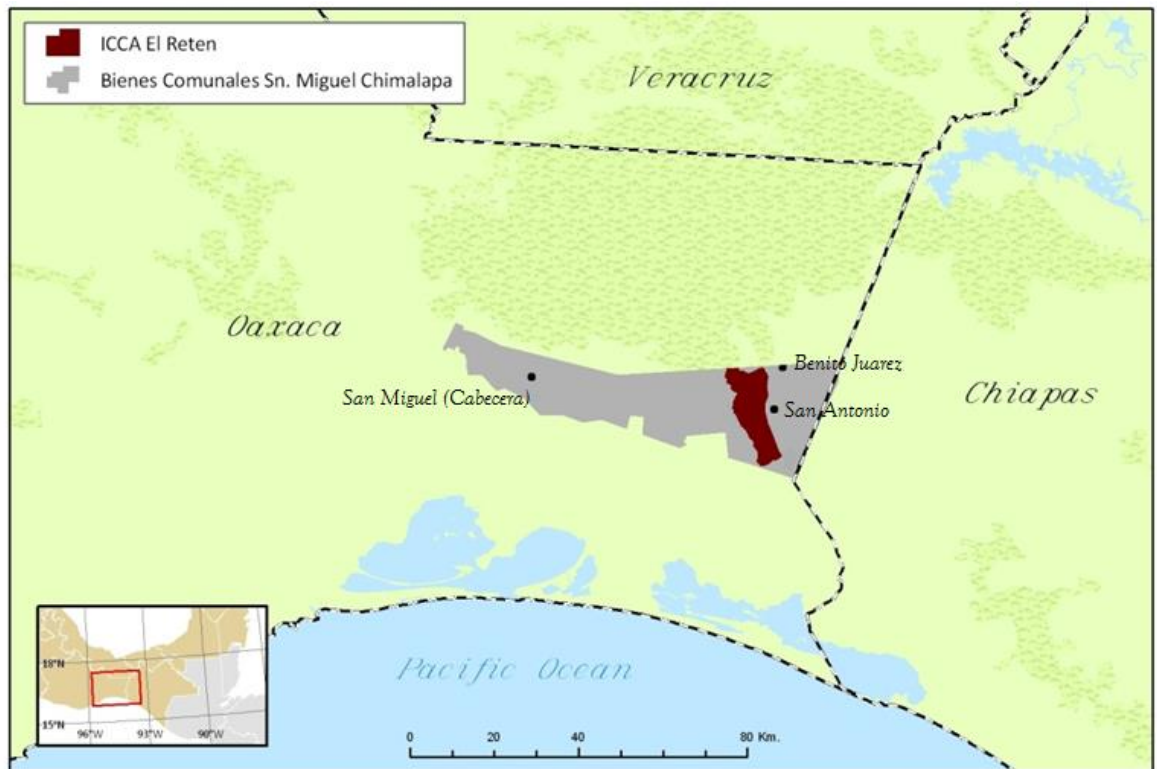 ICCA El Reten
Bienes Comunales Sn. Miguel Chimalapa
Veracruz
Oaxaca
Benito Juarez
San Miguel (Cabecera)
San Antonio
Chiapas
Pacific Ocean
18°N
15°N
96°W 93°W 90°W
0 20 40 80 Km.